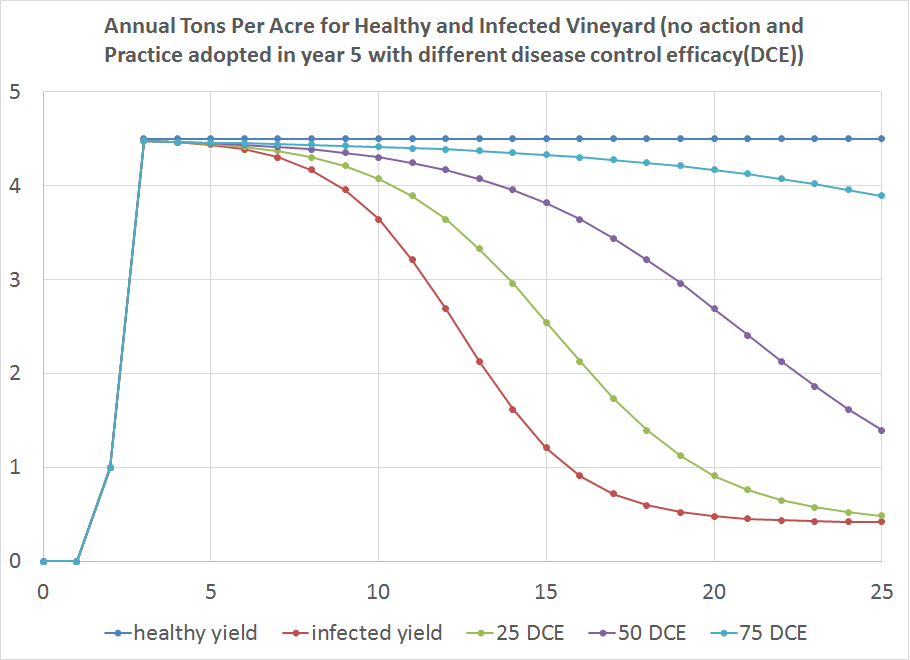 Annual Tons Per Acre for Healthy and Infected Vineyard (no action and
Practice adopted in year 5 with different disease control efficacy(DCE))
5
4
3
2
1
0
0 5 10 15 20 25
healthy yield infected yield 25 DCE 50 DCE 75 DCE